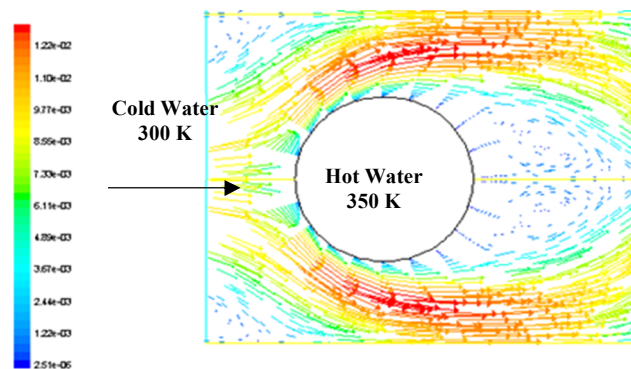 1.22e-02
1.10e-02
9.77e-03
8.55e-03
7.33e-03
6.11e-03
4.89e-03
3.67e-03
2.44e-03
1.22e-03
2.51e-06
Cold Water
300 K
Hot Water
350 K